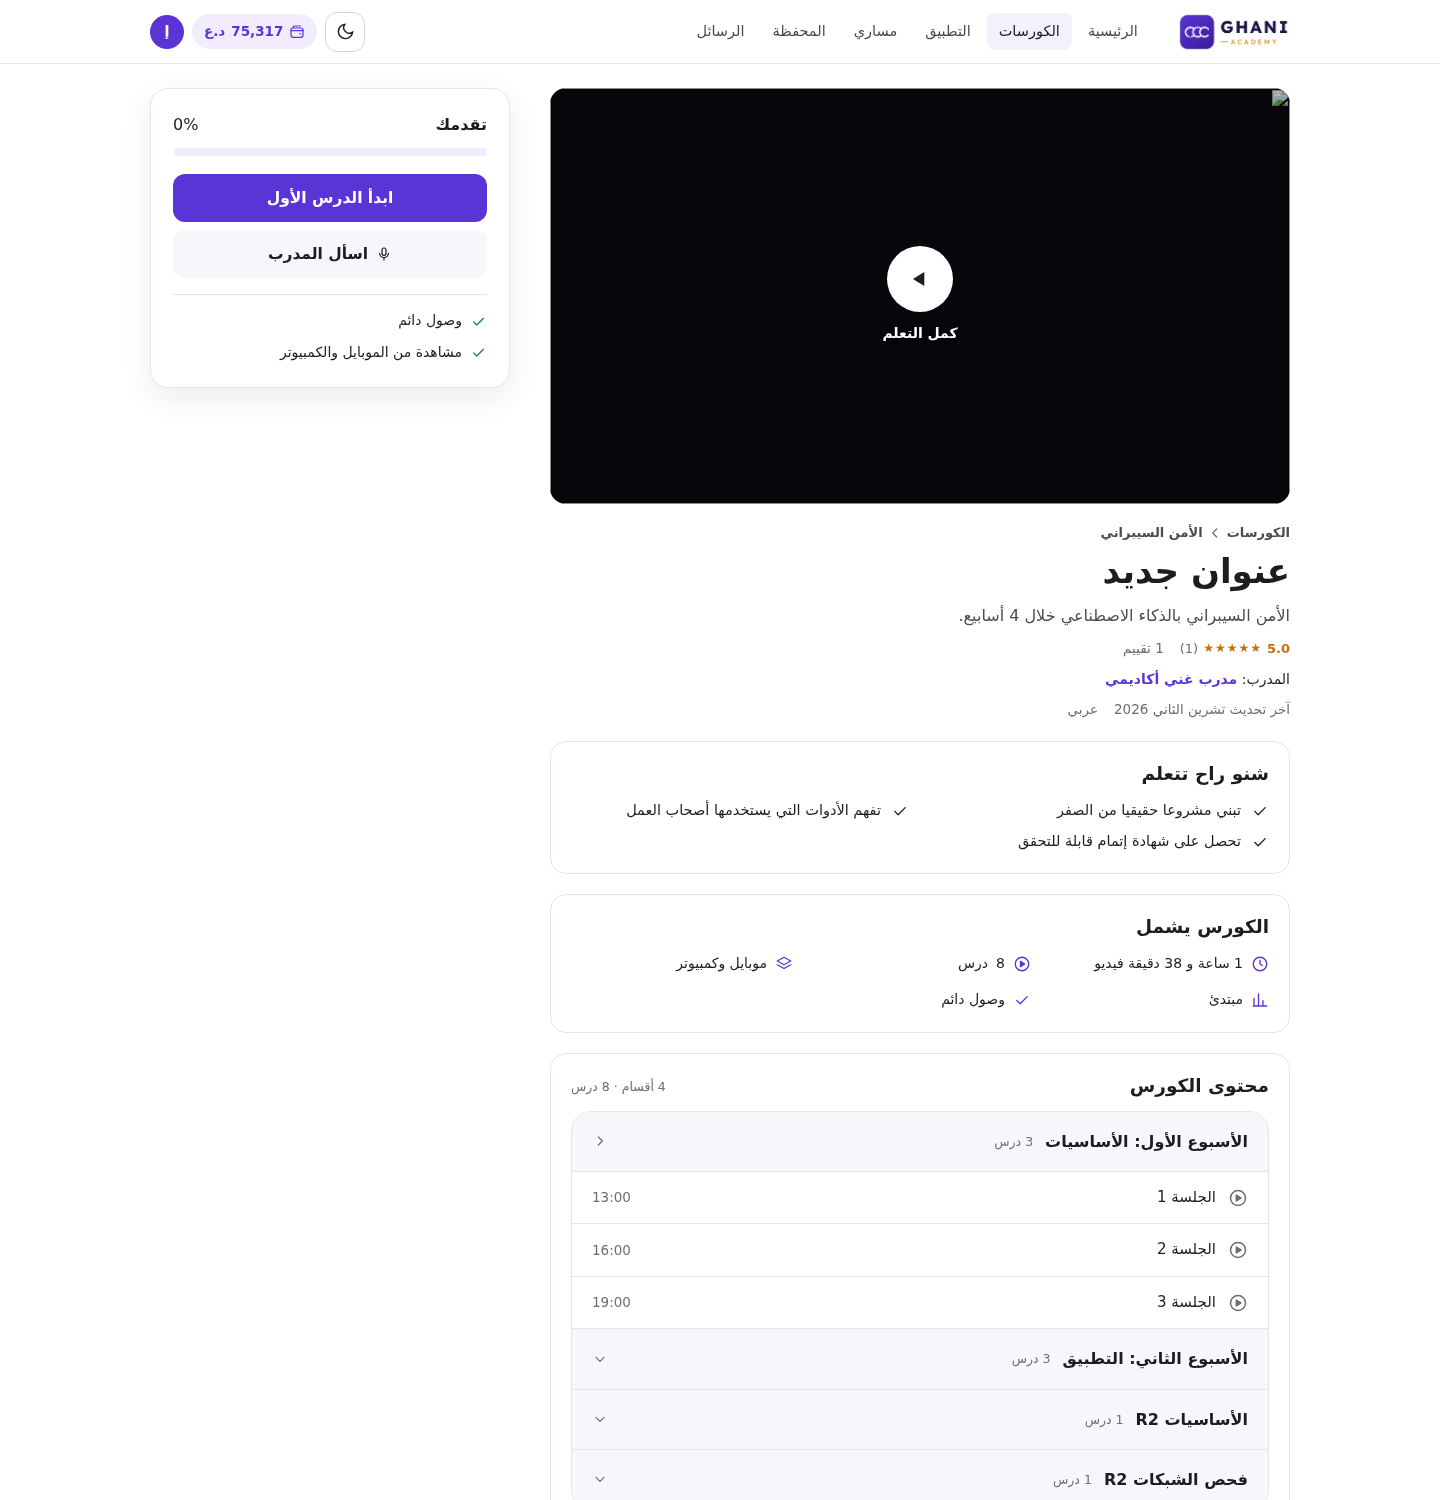 GHANI
ACADEMY
الرئيسية
الكورسات
التطبيق
مساري
المحفظة
الرسائل
75,317 د.ع
إ
كمل التعلم
تقدمك
0%
ابدأ الدرس الأول
اسأل المدرب
وصول دائم
مشاهدة من الموبايل والكمبيوتر
الكورسات
الأمن السيبراني
عنوان جديد
الأمن السيبراني بالذكاء الاصطناعي خلال 4 أسابيع.
5.0 ★★★★★ (1) 1 تقييم
المدرب: مدرب غني أكاديمي
آخر تحديث تشرين الثاني 2026 عربي
شنو راح تتعلم
تبني مشروعا حقيقيا من الصفر
تفهم الأدوات التي يستخدمها أصحاب العمل
تحصل على شهادة إتمام قابلة للتحقق
الكورس يشمل
1 ساعة و 38 دقيقة فيديو
8 درس
موبايل وكمبيوتر
مبتدئ
وصول دائم
محتوى الكورس
4 أقسام · 8 درس
الأسبوع الأول: الأساسيات 3 درس
الجلسة 1 13:00
الجلسة 2 16:00
الجلسة 3 19:00
الأسبوع الثاني: التطبيق 3 درس
الأساسيات R2 1 درس
فحص الشبكات R2 1 درس